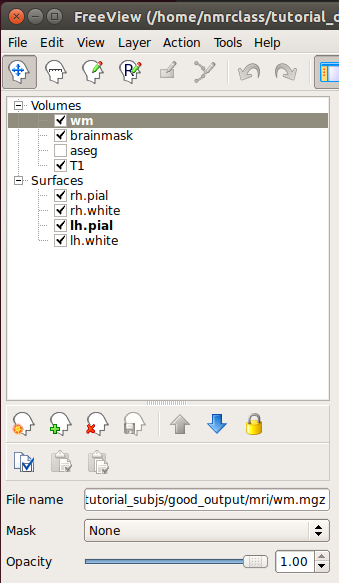 FreeView (/home/nmrclass/tutorial_
File Edit View Layer Action Tools Help
R
Volumes
wm
brainmask
aseg
T1
Surfaces
rh.pial
rh.white
lh.pial
lh.white
File name tutorial_subjs/good_output/mri/wm.mgz
Mask None
Opacity 1.00